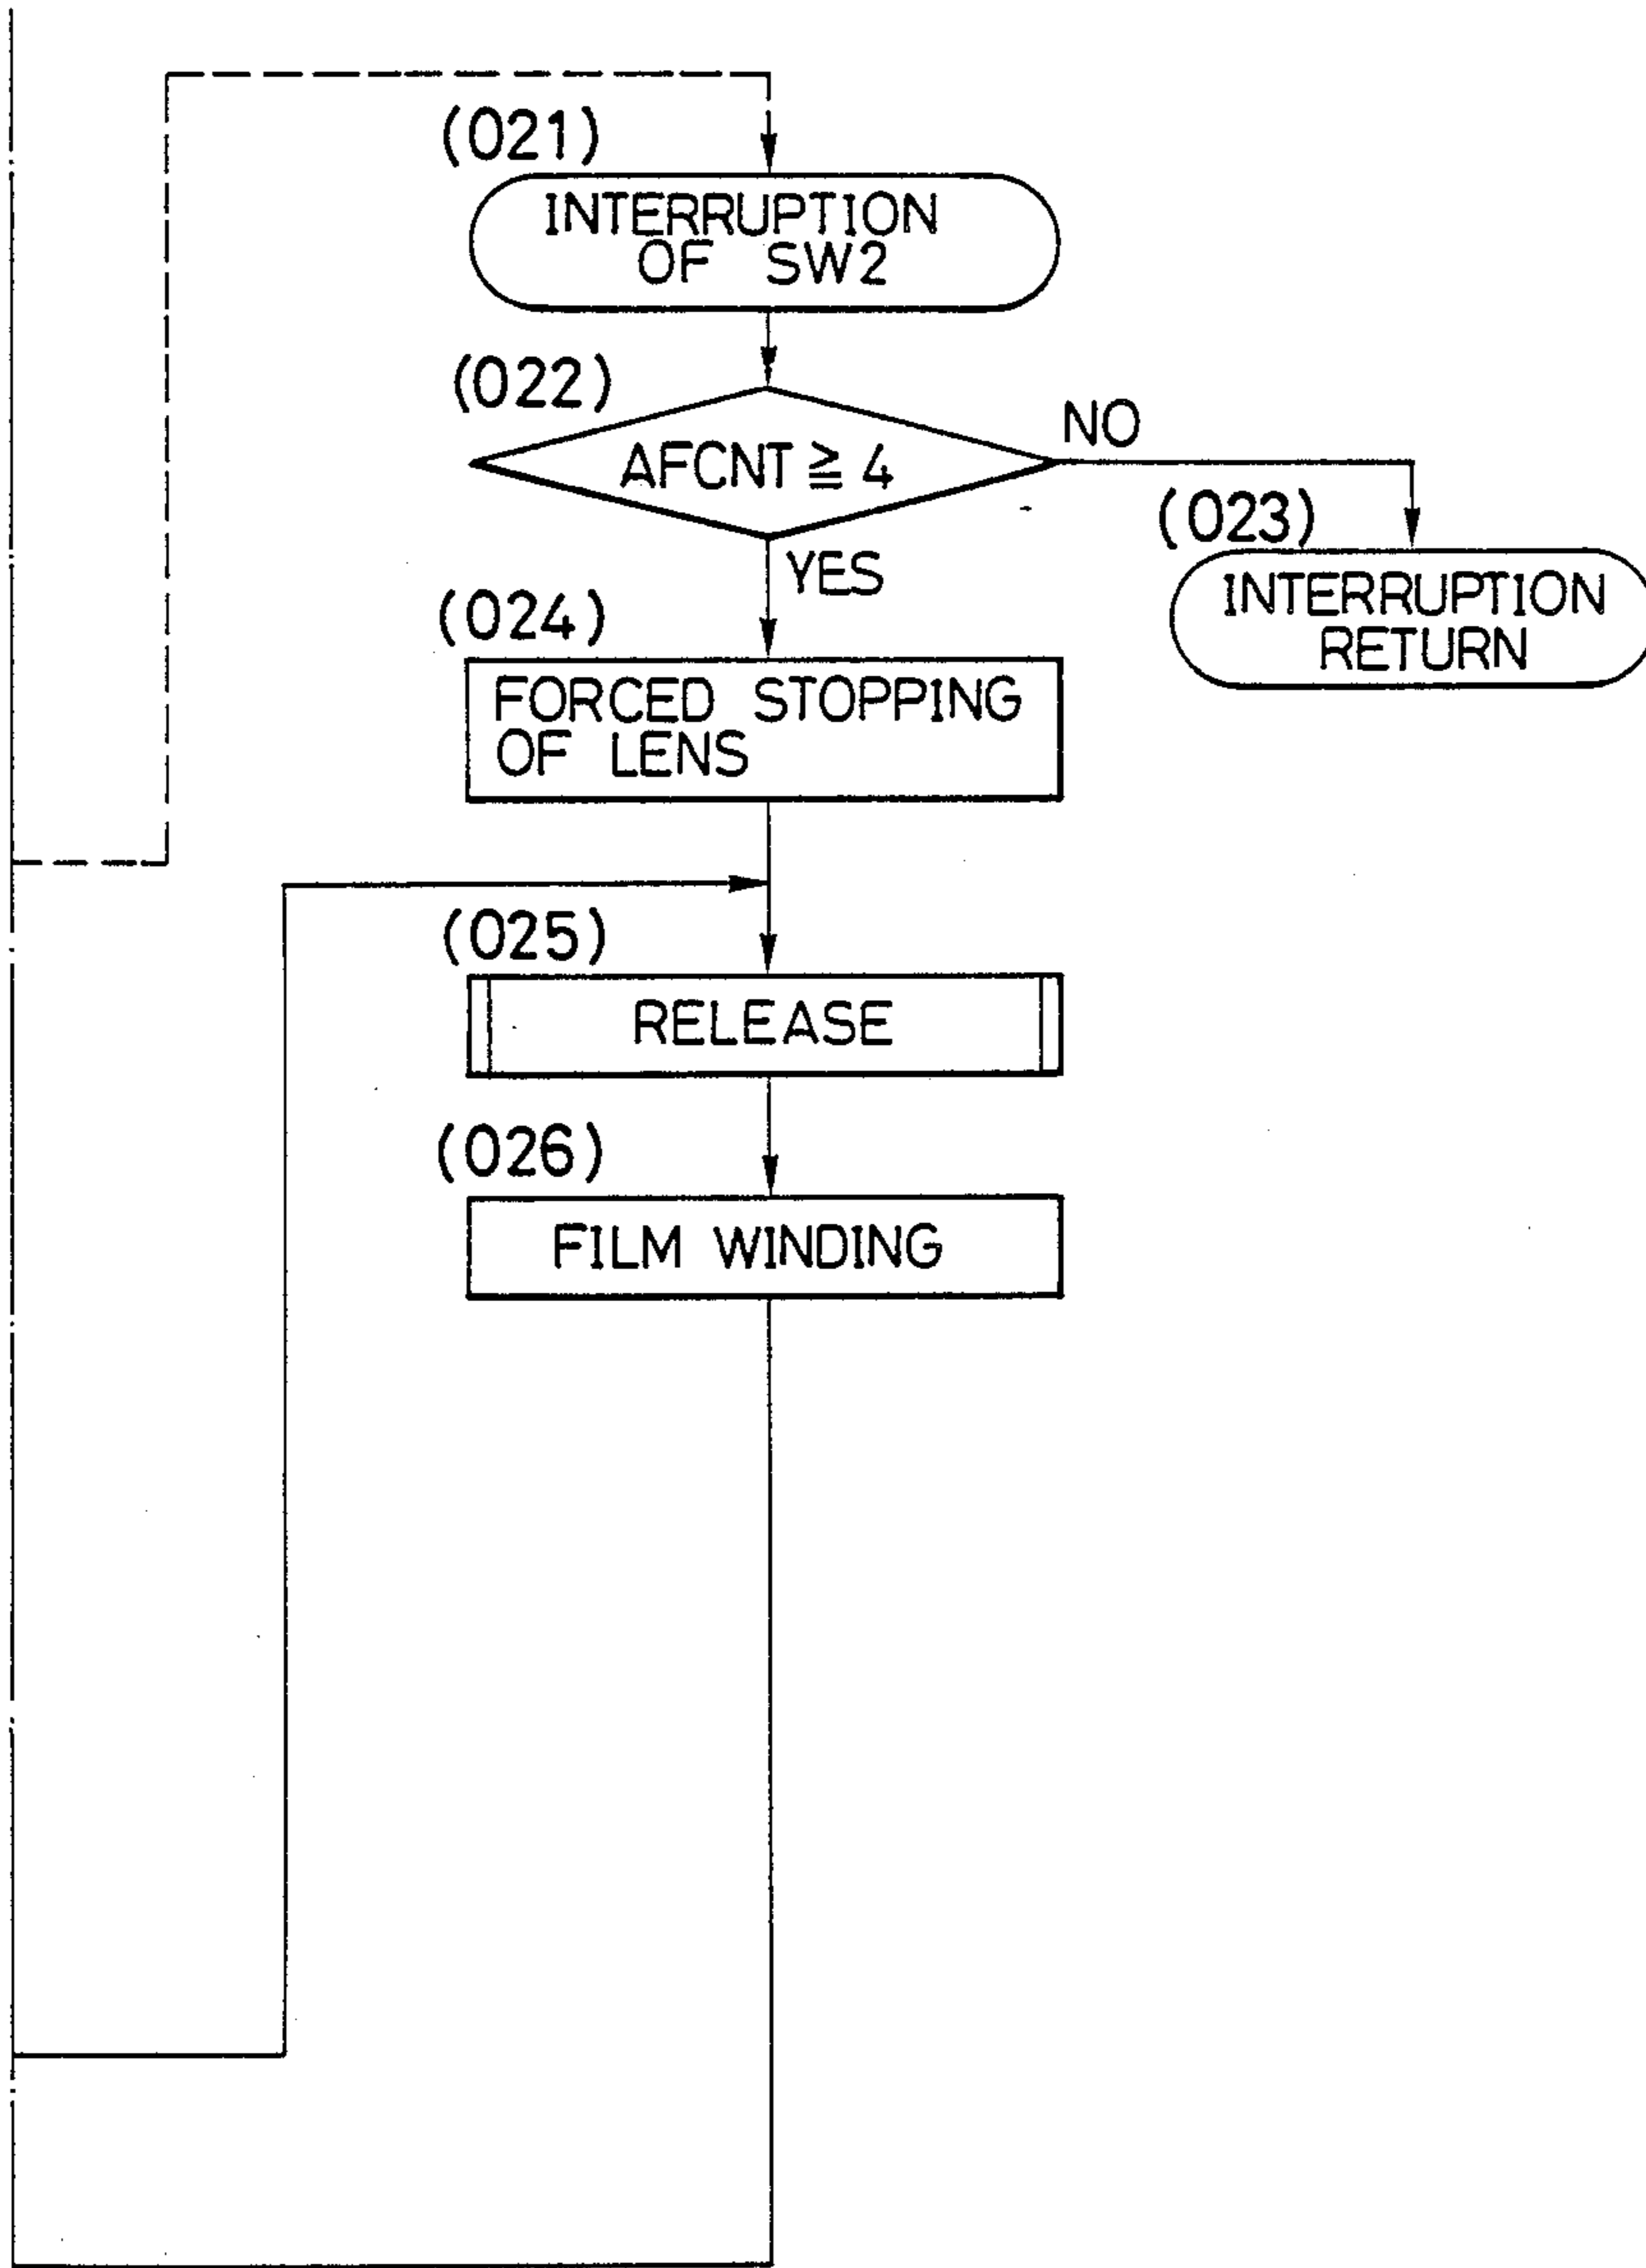 (021)
INTERRUPTION
OF SW2
(022)
AFCNT ≧ 4
NO
(023)
INTERRUPTION
RETURN
YES
(024)
FORCED STOPPING
OF LENS
(025)
RELEASE
(026)
FILM WINDING